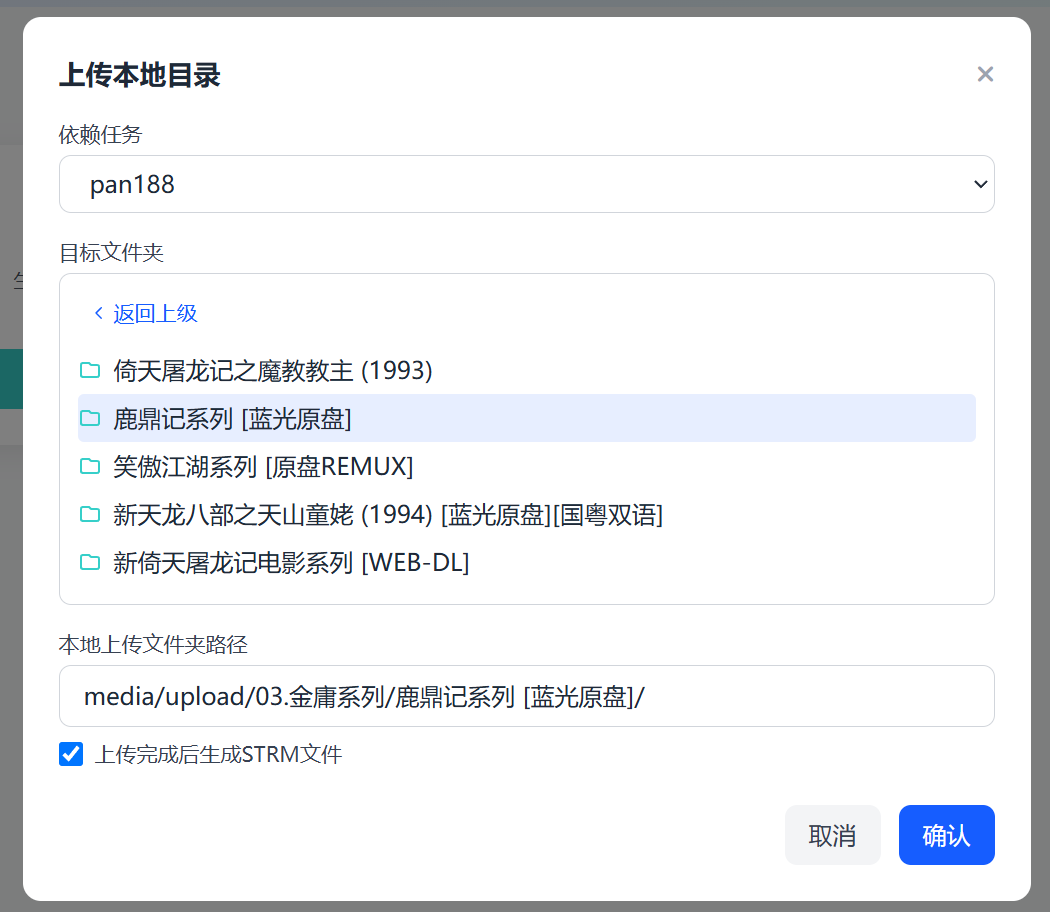 上传本地目录
依赖任务
pan188
目标文件夹
返回上级
倚天屠龙记之魔教教主 (1993)
鹿鼎记系列 [蓝光原盘]
笑傲江湖系列 [原盘REMUX]
新天龙八部之天山童姥 (1994) [蓝光原盘][国粤双语]
新倚天屠龙记电影系列 [WEB-DL]
本地上传文件夹路径
media/upload/03.金庸系列/鹿鼎记系列 [蓝光原盘]/
上传完成后生成STRM文件
取消
确认